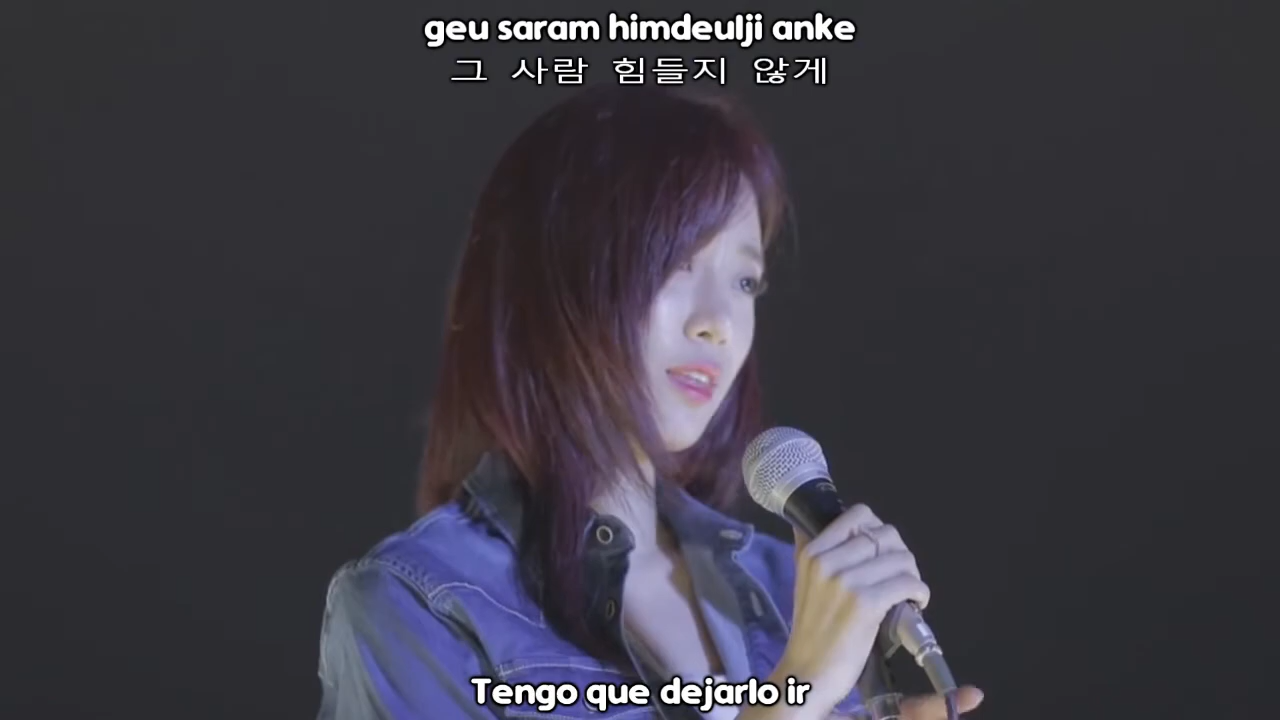 geu saram himdeulji anke
그 사람 힘들지 않게
Tengo que dejarlo ir